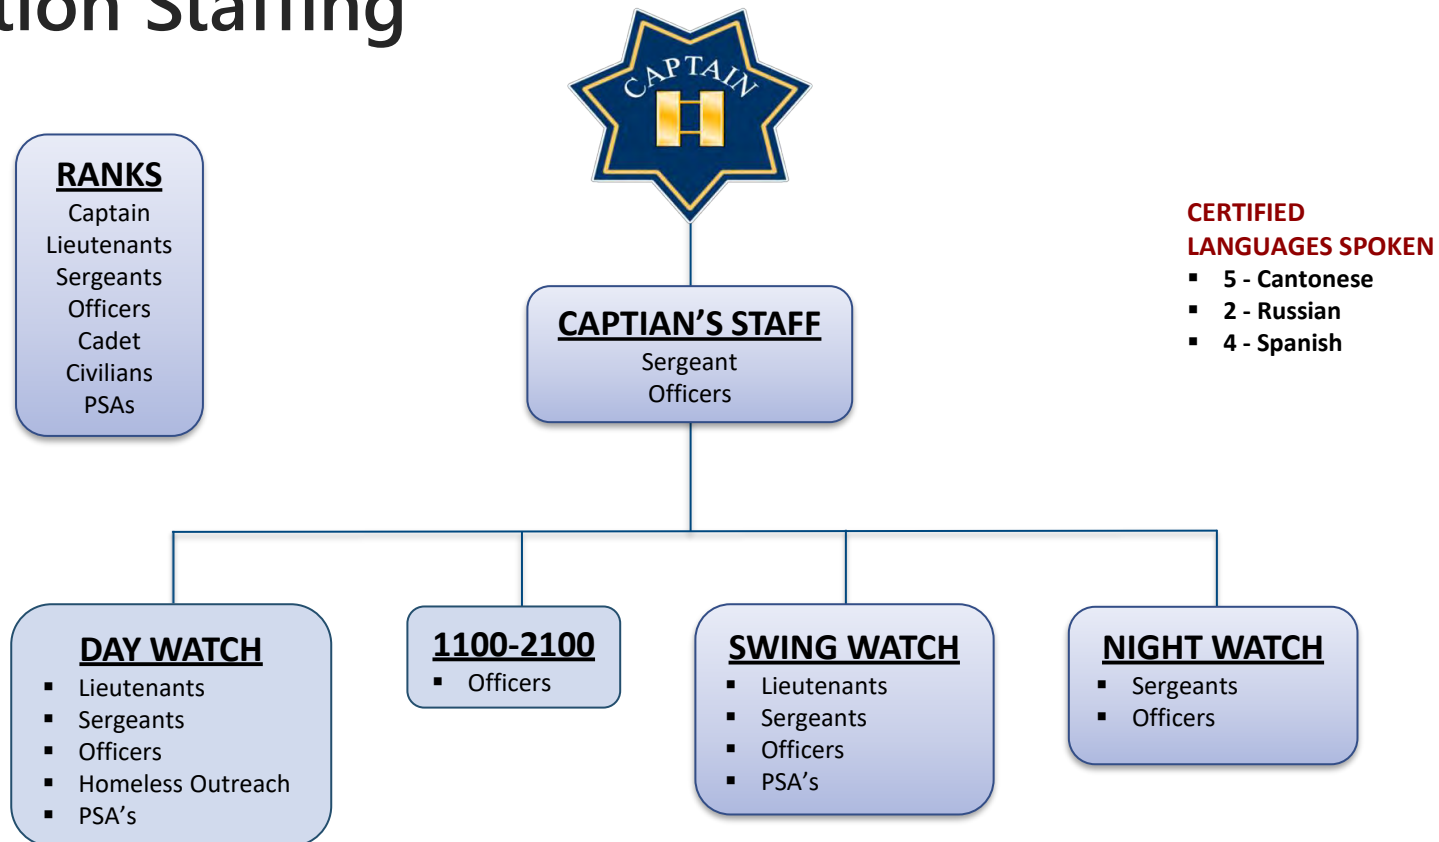 Staffing
CAPTAIN
RANKS
Captain
Lieutenants
Sergeants
Officers
Cadet
Civilians
PSAs
CERTIFIED
LANGUAGES SPOKEN
▪ 5 - Cantonese
▪ 2 - Russian
▪ 4 - Spanish
CAPTIAN’S STAFF
Sergeant
Officers
DAY WATCH
▪ Lieutenants
▪ Sergeants
▪ Officers
▪ Homeless Outreach
▪ PSA’s
1100-2100
▪ Officers
SWING WATCH
▪ Lieutenants
▪ Sergeants
▪ Officers
▪ PSA’s
NIGHT WATCH
▪ Sergeants
▪ Officers